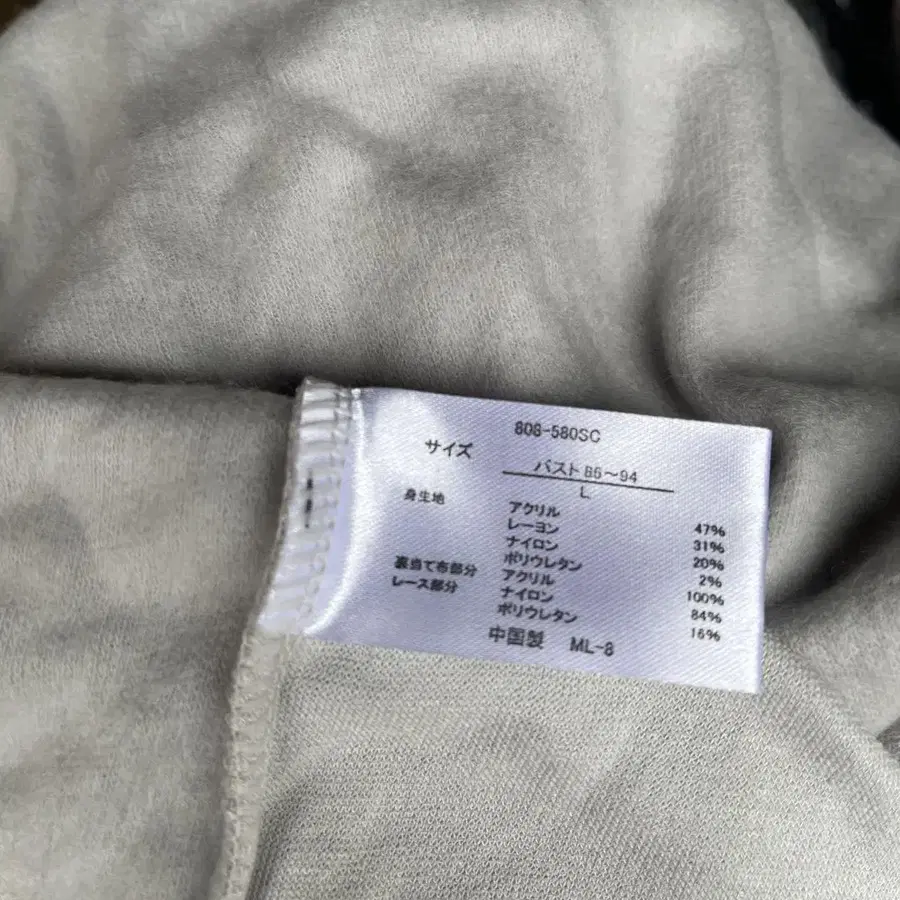 808-580SC
サイズ バスト86～94
L
身生地 アクリル 47%
レーヨン 31%
ナイロン 20%
ポリウレタン 2%
裏当て布部分 アクリル 100%
レース部分 ナイロン 84%
ポリウレタン 16%
中国製 ML-8